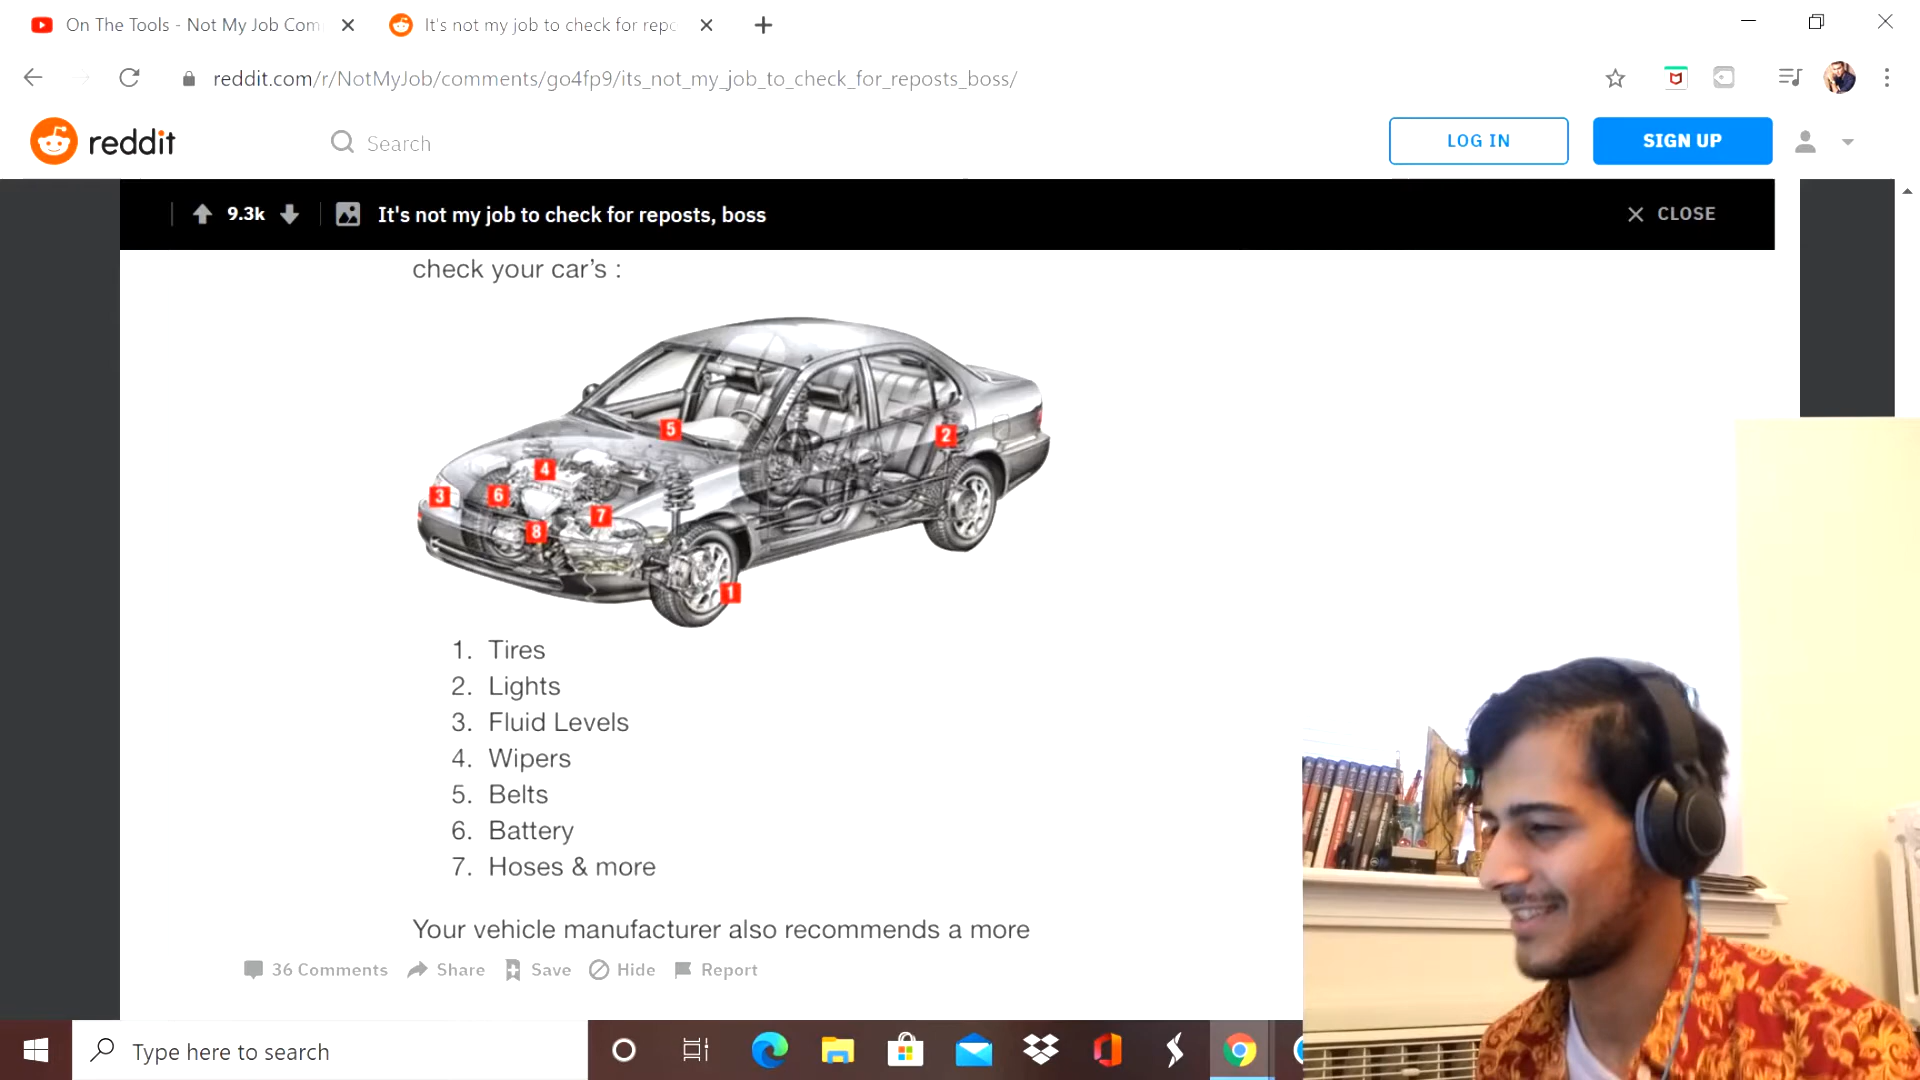 On The Tools - Not My Job Com
It's not my job to check for repo
reddit.com/r/NotMyJob/comments/go4fp9/its_not_my_job_to_check_for_reposts_boss/
reddit
Search
LOG IN
SIGN UP
9.3k
It's not my job to check for reposts, boss
CLOSE
check your car's :
5
2
4
3
6
7
8
1
1. Tires
2. Lights
3. Fluid Levels
4. Wipers
5. Belts
6. Battery
7. Hoses & more
Your vehicle manufacturer also recommends a more
36 Comments Share Save Hide Report
Type here to search